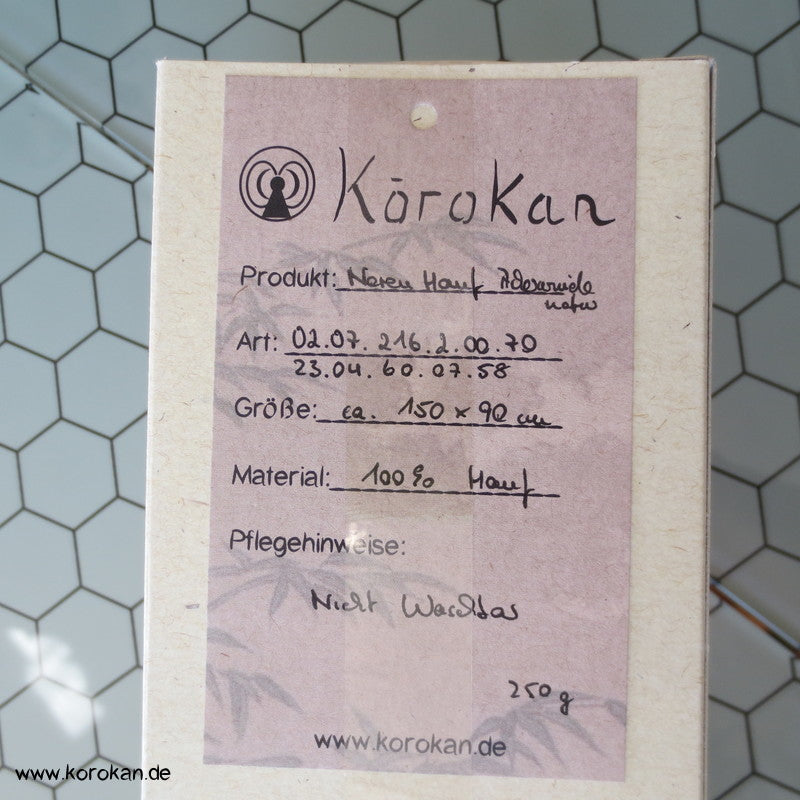 Kōrokan
Produkt: Neren Hanf
natur
Art: 02.07.216.2.00.70
23.04.60.07.58
Größe: ca. 150 x 90 cm
Material: 100% Hanf
Pflegehinweise:
Nicht Waschbar
250 g
www.korokan.de
www.korokan.de